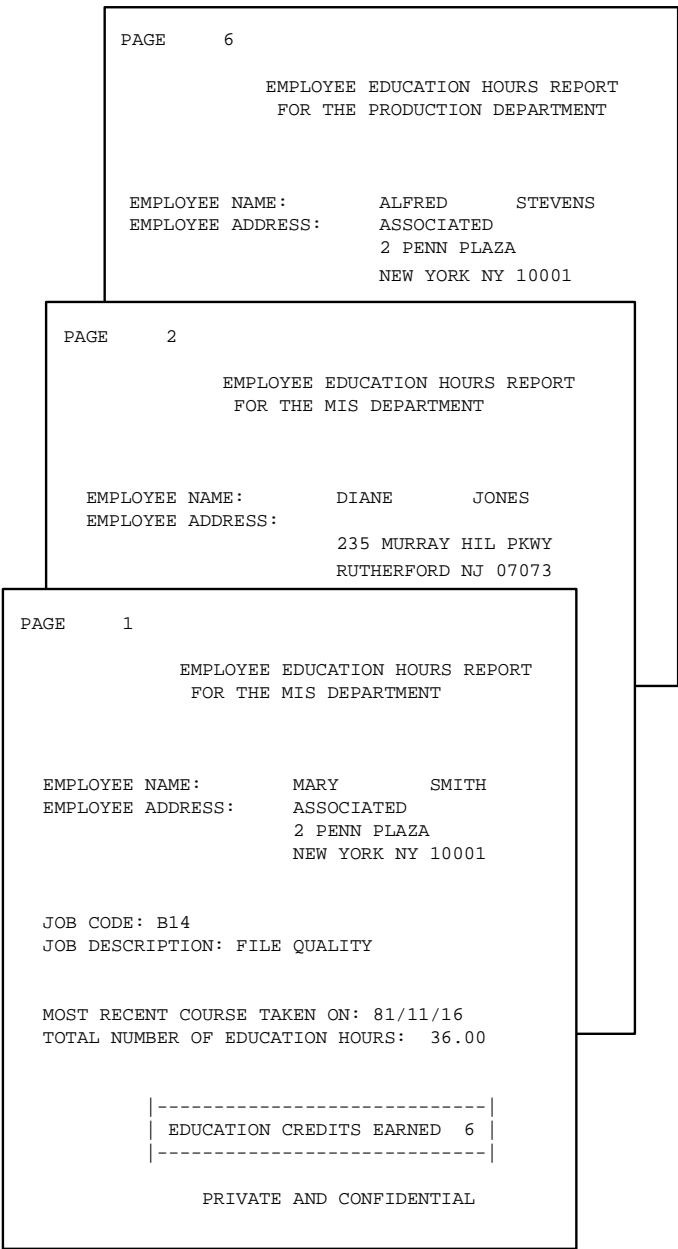 PAGE 6
EMPLOYEE EDUCATION HOURS REPORT
FOR THE PRODUCTION DEPARTMENT
EMPLOYEE NAME: ALFRED STEVENS
EMPLOYEE ADDRESS: ASSOCIATED
2 PENN PLAZA
NEW YORK NY 10001
PAGE 2
EMPLOYEE EDUCATION HOURS REPORT
FOR THE MIS DEPARTMENT
EMPLOYEE NAME: DIANE JONES
EMPLOYEE ADDRESS:
235 MURRAY HIL PKWY
RUTHERFORD NJ 07073
PAGE 1
EMPLOYEE EDUCATION HOURS REPORT
FOR THE MIS DEPARTMENT
EMPLOYEE NAME: MARY SMITH
EMPLOYEE ADDRESS: ASSOCIATED
2 PENN PLAZA
NEW YORK NY 10001
JOB CODE: B14
JOB DESCRIPTION: FILE QUALITY
MOST RECENT COURSE TAKEN ON: 81/11/16
TOTAL NUMBER OF EDUCATION HOURS: 36.00
|-----------------------------|
| EDUCATION CREDITS EARNED 6 |
|-----------------------------|
PRIVATE AND CONFIDENTIAL